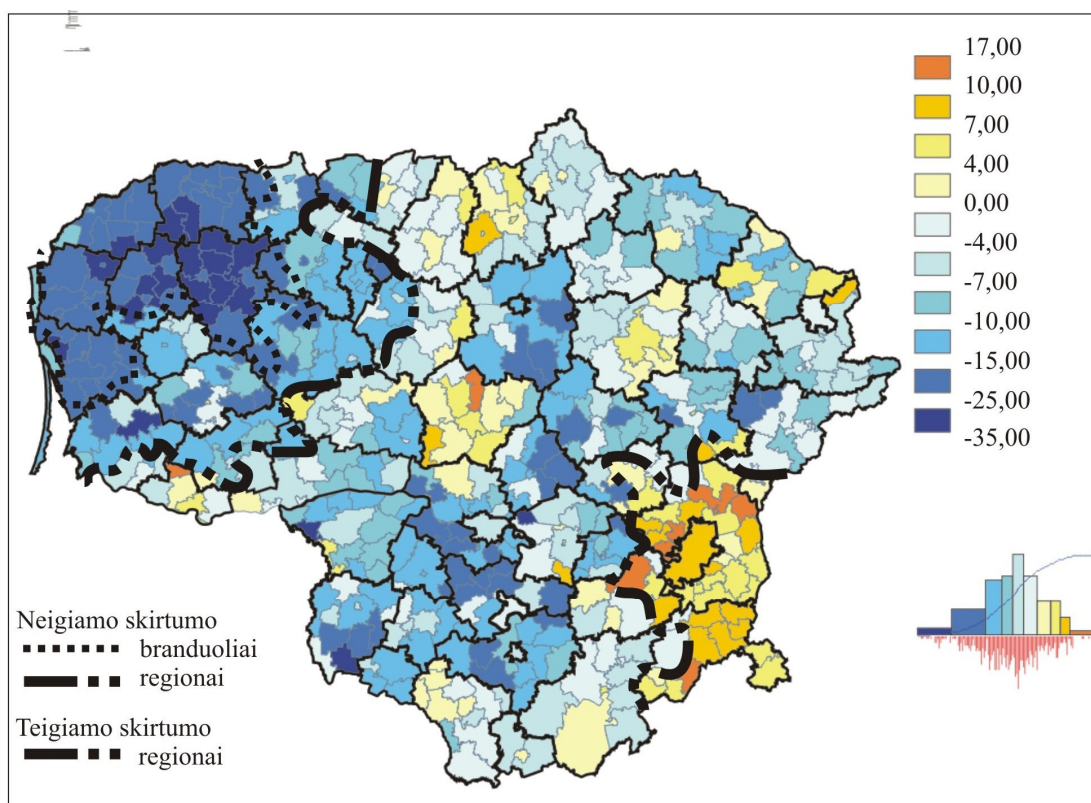 17,00
10,00
7,00
4,00
0,00
-4,00
-7,00
-10,00
-15,00
-25,00
-35,00
Neigiamo skirtumo
branduoliai
regionai
Teigiamo skirtumo
regionai